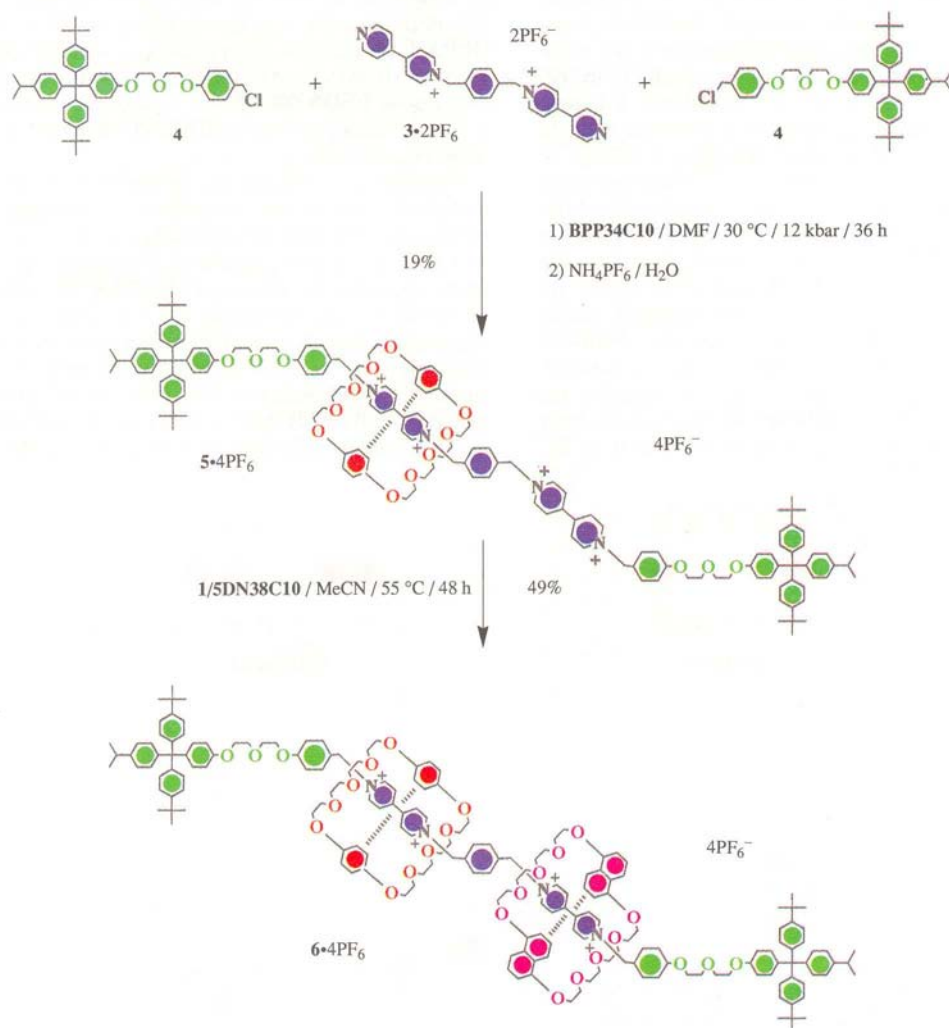 2PF₆⁻
N N + + N N
O O O Cl + + Cl O O O
4 3•2PF₆ 4
1) BPP34C10 / DMF / 30 °C / 12 kbar / 36 h
19%
2) NH₄PF₆ / H₂O
4PF₆⁻
5•4PF₆
1/5DN38C10 / MeCN / 55 °C / 48 h 49%
4PF₆⁻
6•4PF₆